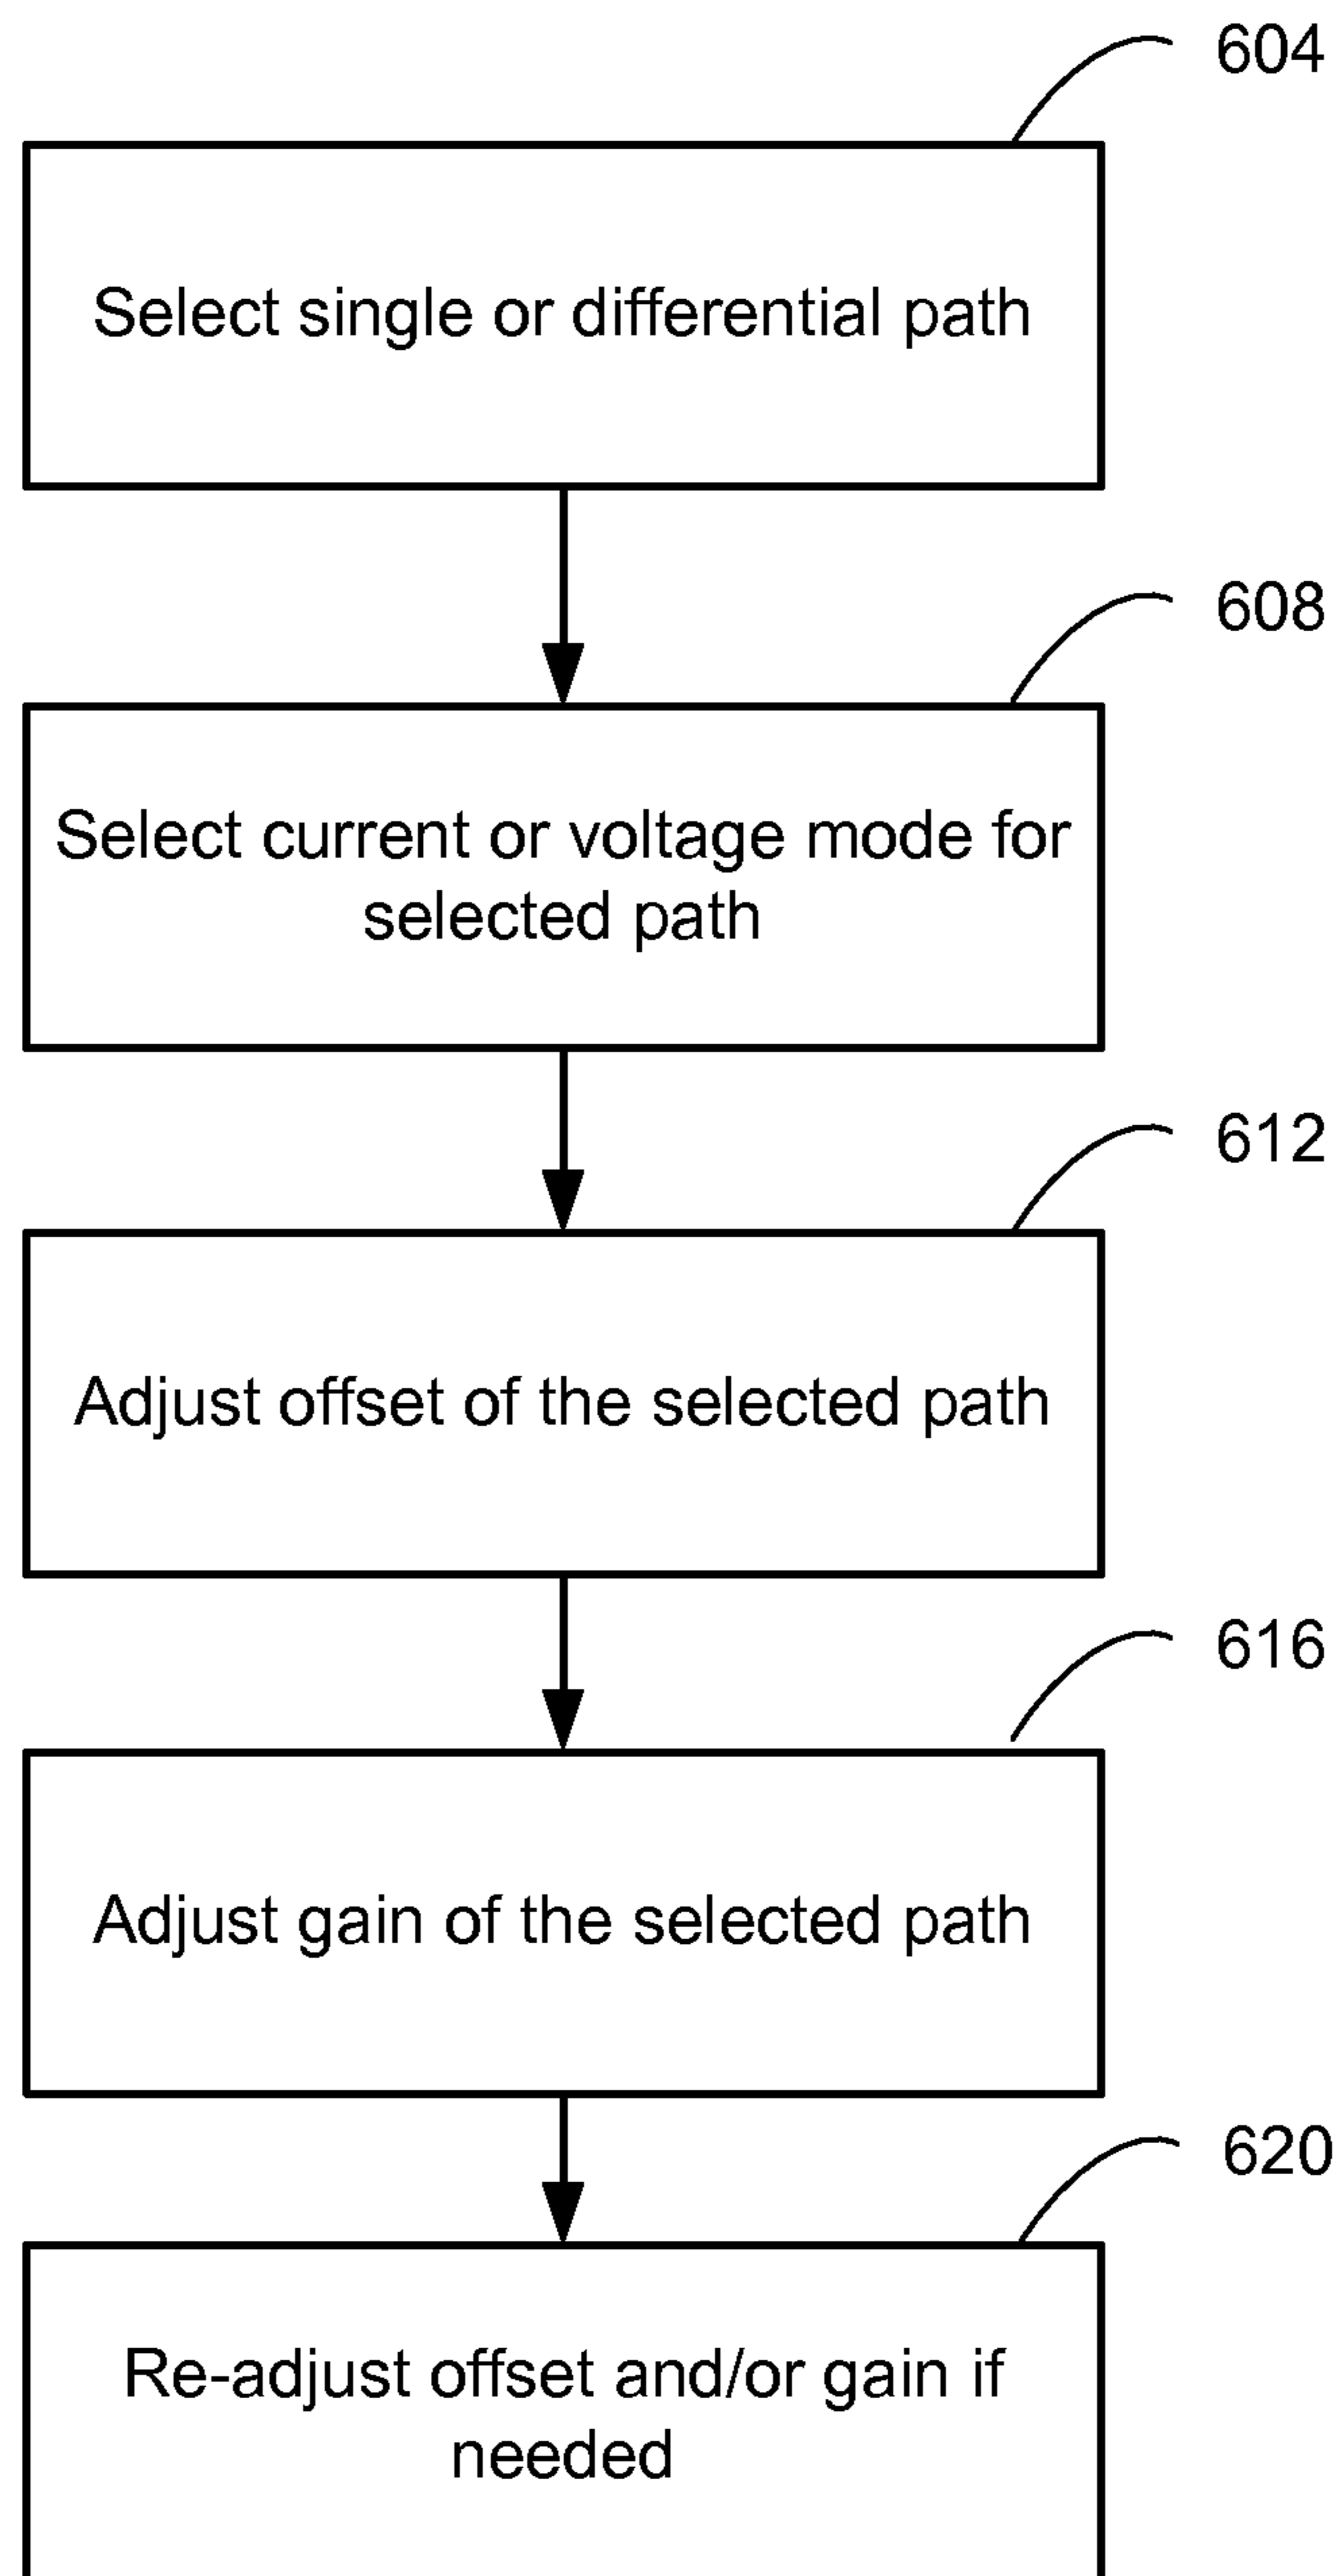 604
Select single or differential path
608
Select current or voltage mode for
selected path
612
Adjust offset of the selected path
616
Adjust gain of the selected path
620
Re-adjust offset and/or gain if
needed